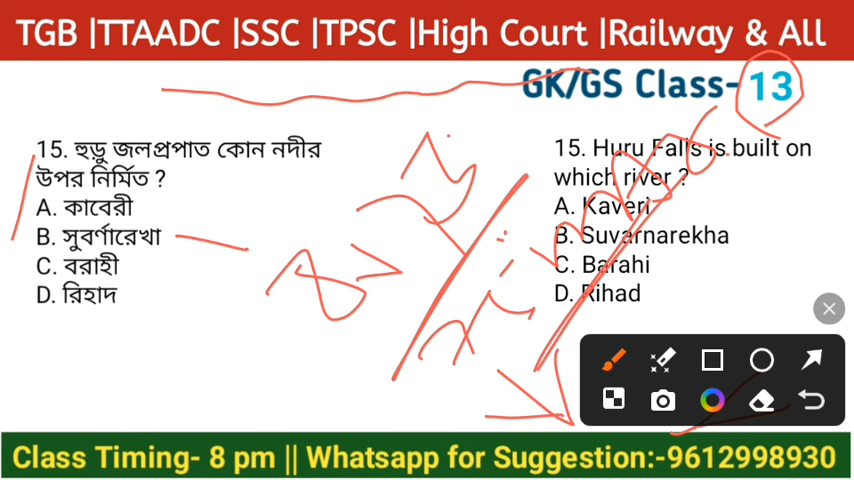 TGB |TTAADC |SSC |TPSC |High Court |Railway & All
GK/GS Class- 13
15. হুড্রু জলপ্রপাত কোন নদীর
উপর নির্মিত ?
A. কাবেরী
B. সুবর্ণারেখা
C. বরাহী
D. রিহাদ
15. Huru Falls is built on
which river ?
A. Kaveri
B. Suvarnarekha
C. Barahi
D. Rihad
Class Timing- 8 pm || Whatsapp for Suggestion:-9612998930